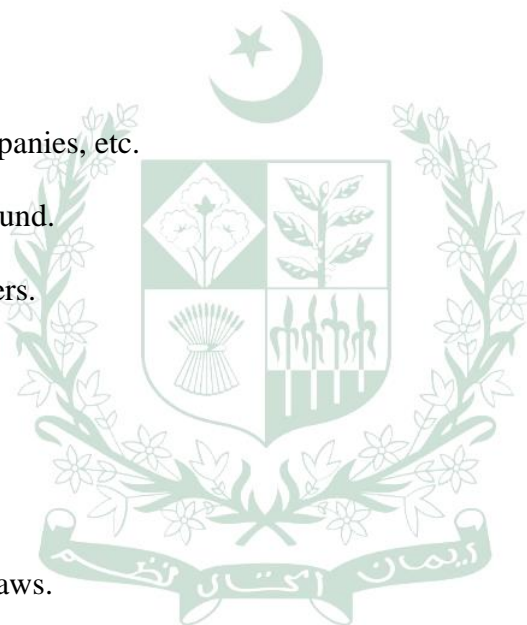 panies, etc.
und.
ers.
ایمان اتحاد نظم
aws.